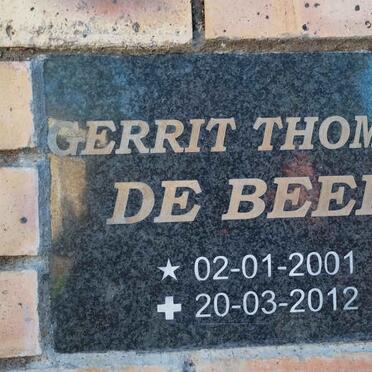 GERRIT THOM
DE BEE
★ 02-01-2001
✚ 20-03-2012